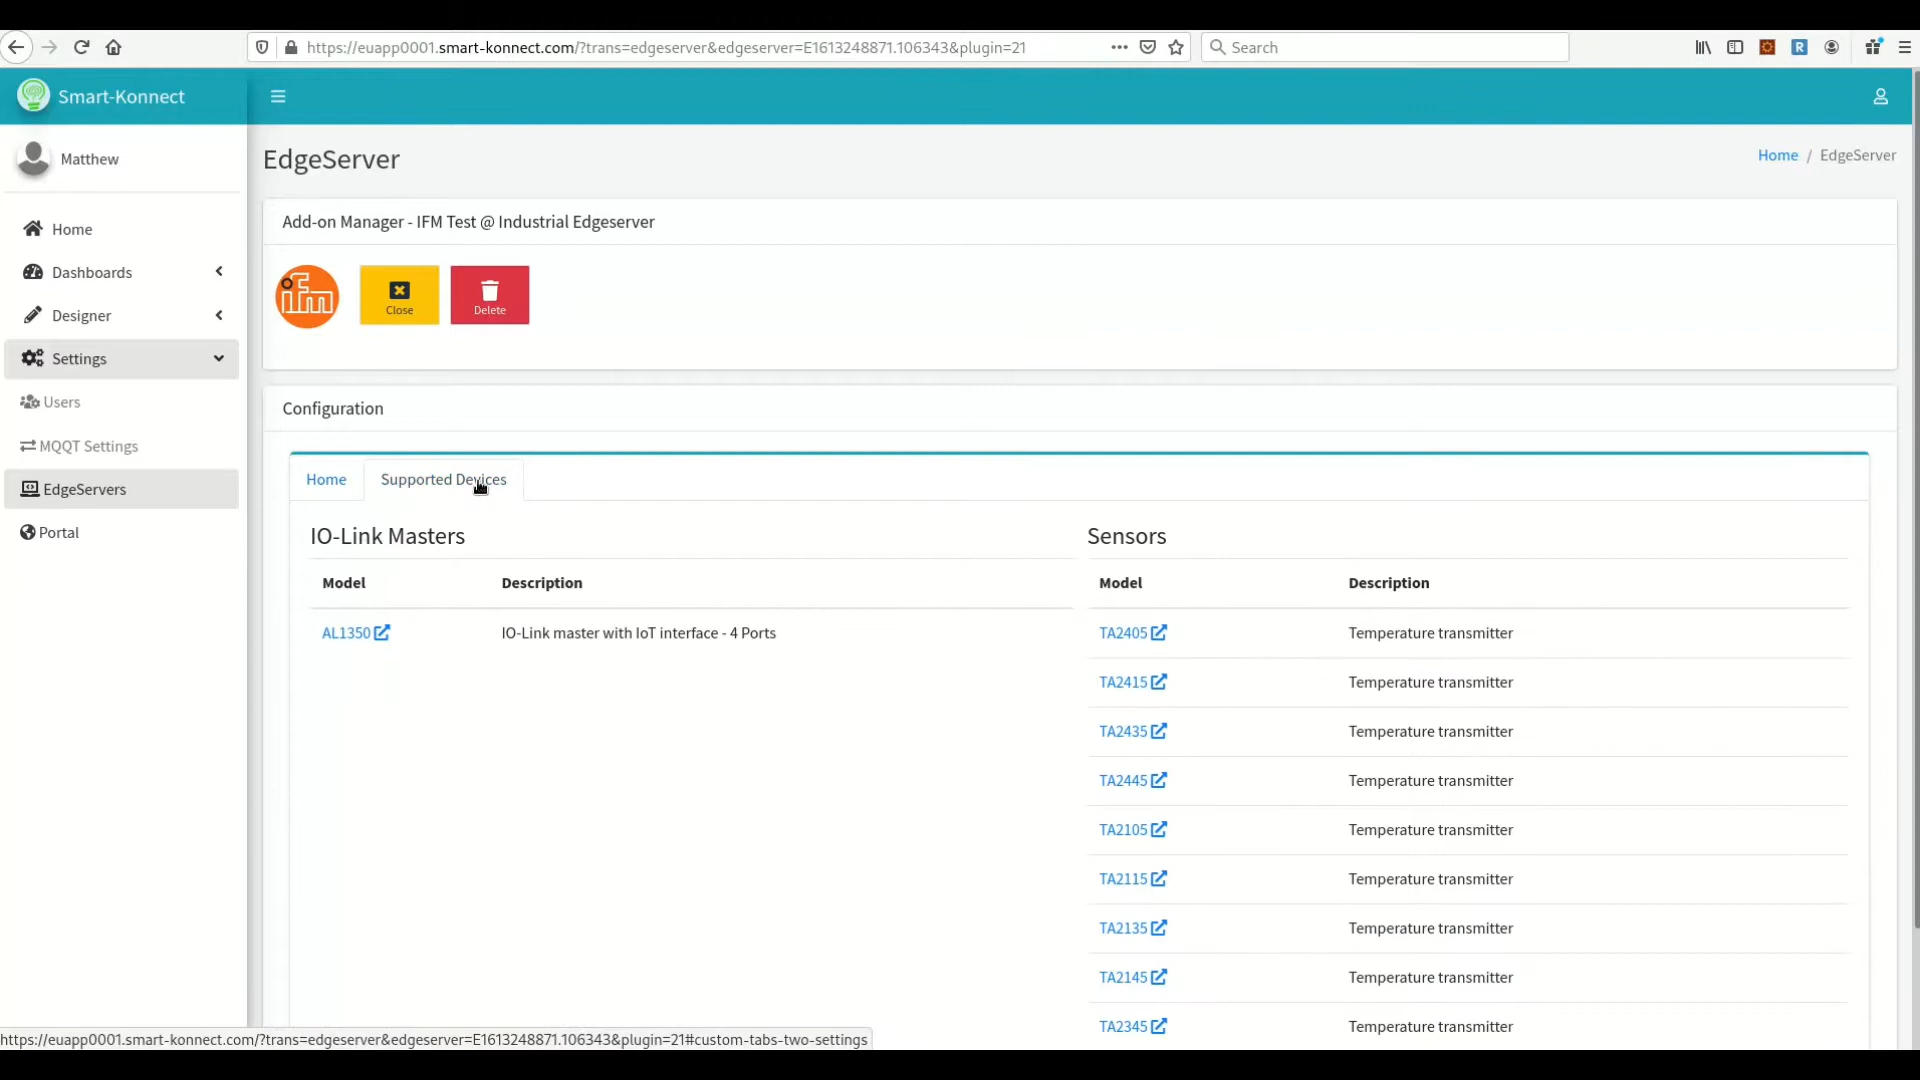 https://euapp0001.smart-konnect.com/?trans=edgeserver&edgeserver=E1613248871.106343&plugin=21
Search
Smart-Konnect
Matthew
Home
Dashboards
Designer
Settings
Users
MQQT Settings
EdgeServers
Portal
EdgeServer
Home / EdgeServer
Add-on Manager - IFM Test @ Industrial Edgeserver
ifm
Close
Delete
Configuration
Home
Supported Devices
IO-Link Masters
Model Description
AL1350 IO-Link master with IoT interface - 4 Ports
Sensors
Model Description
TA2405 Temperature transmitter
TA2415 Temperature transmitter
TA2435 Temperature transmitter
TA2445 Temperature transmitter
TA2105 Temperature transmitter
TA2115 Temperature transmitter
TA2135 Temperature transmitter
TA2145 Temperature transmitter
TA2345 Temperature transmitter
https://euapp0001.smart-konnect.com/?trans=edgeserver&edgeserver=E1613248871.106343&plugin=21#custom-tabs-two-settings